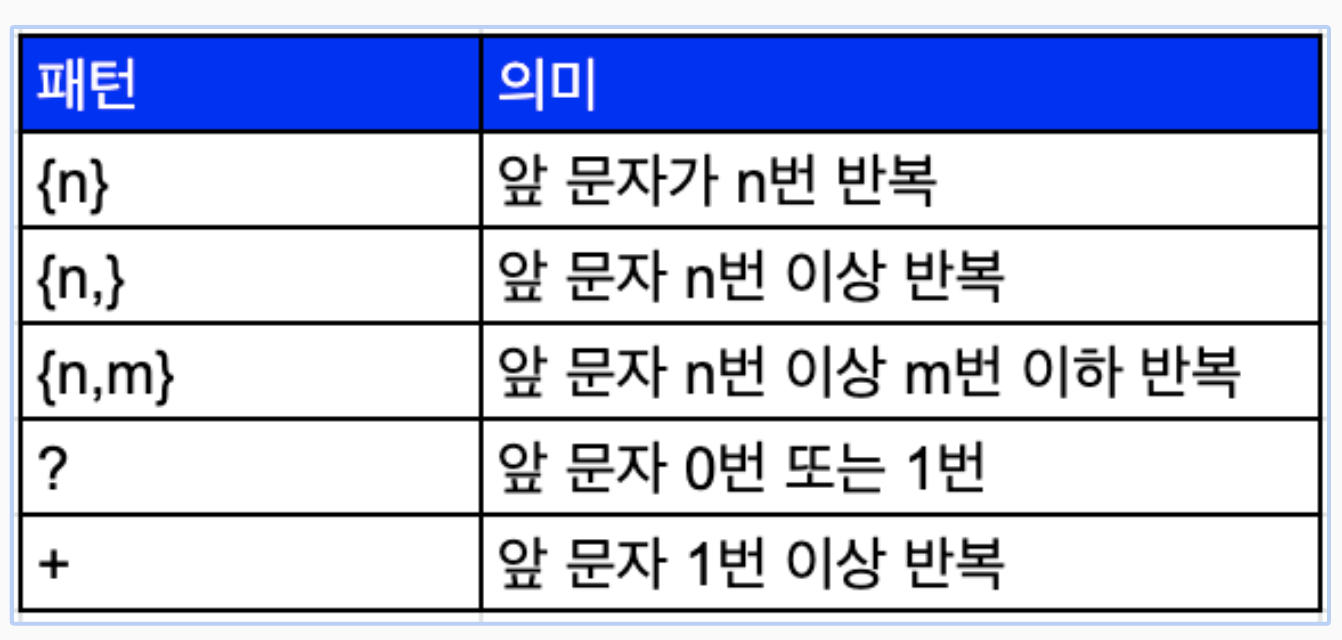 패턴 의미
{n} 앞 문자가 n번 반복
{n,} 앞 문자 n번 이상 반복
{n,m} 앞 문자 n번 이상 m번 이하 반복
? 앞 문자 0번 또는 1번
+ 앞 문자 1번 이상 반복